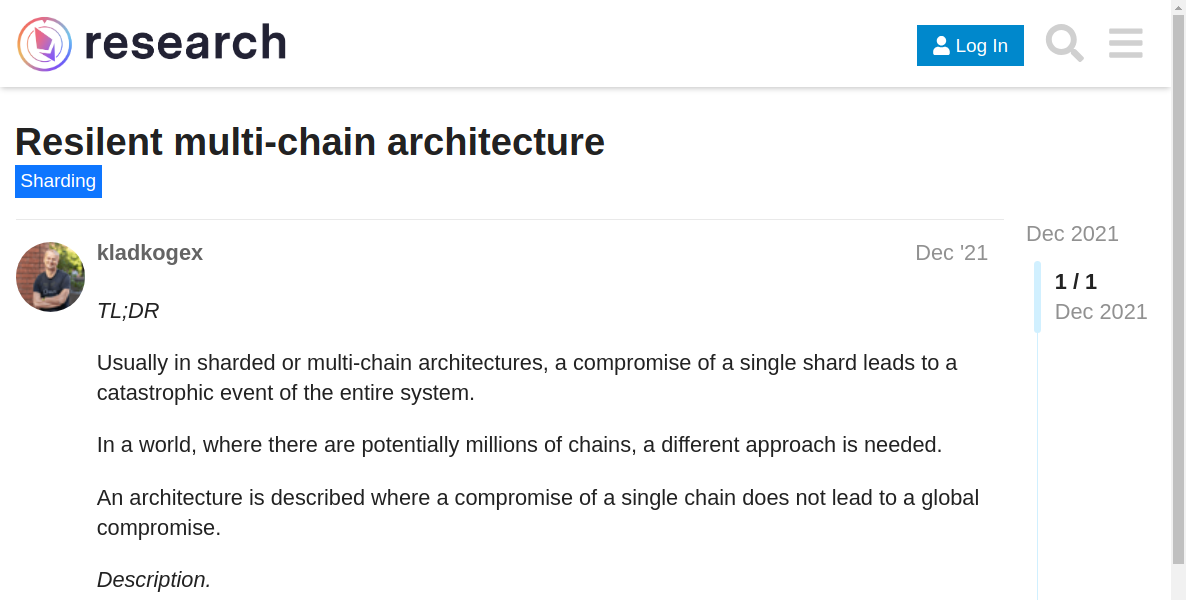 research
Log In
Resilent multi-chain architecture
Sharding
kladkogex
Dec '21
Dec 2021
1 / 1
Dec 2021
TL;DR
Usually in sharded or multi-chain architectures, a compromise of a single shard leads to a
catastrophic event of the entire system.
In a world, where there are potentially millions of chains, a different approach is needed.
An architecture is described where a compromise of a single chain does not lead to a global
compromise.
Description.